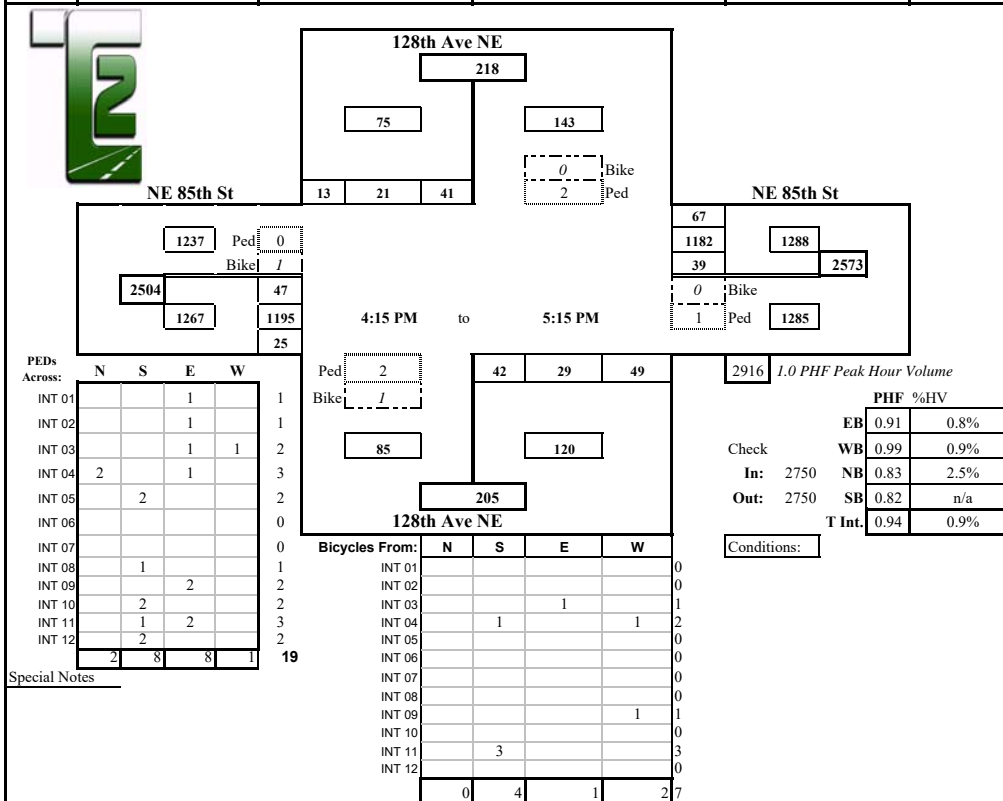 T2
128th Ave NE
218
75 143
0 Bike
NE 85th St 13 21 41 2 Ped NE 85th St
67
1237 Ped 0 1182 1288
Bike 1 39 2573
2504 47 0 Bike
1267 1195 4:15 PM to 5:15 PM 1 Ped 1285
25
PEDs Across: N S E W Ped 2 42 29 49 2916 1.0 PHF Peak Hour Volume
INT 01 1 1 Bike 1 PHF %HV
INT 02 1 1 EB 0.91 0.8%
INT 03 1 1 2 85 120 Check WB 0.99 0.9%
INT 04 2 1 3 In: 2750 NB 0.83 2.5%
INT 05 2 2 205 Out: 2750 SB 0.82 n/a
INT 06 0 128th Ave NE T Int. 0.94 0.9%
INT 07 0 Bicycles From: N S E W Conditions:
INT 08 1 1 INT 01 0
INT 09 2 2 INT 02 0
INT 10 2 2 INT 03 1 1
INT 11 1 2 3 INT 04 1 1 2
INT 12 2 2 INT 05 0
2 8 8 1 19 INT 06 0
Special Notes INT 07 0
INT 08 0
INT 09 1 1
INT 10 0
INT 11 3 3
INT 12 0
0 4 1 2 7